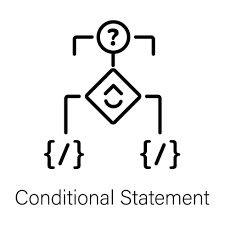 ?
{/} {/}
Conditional Statement